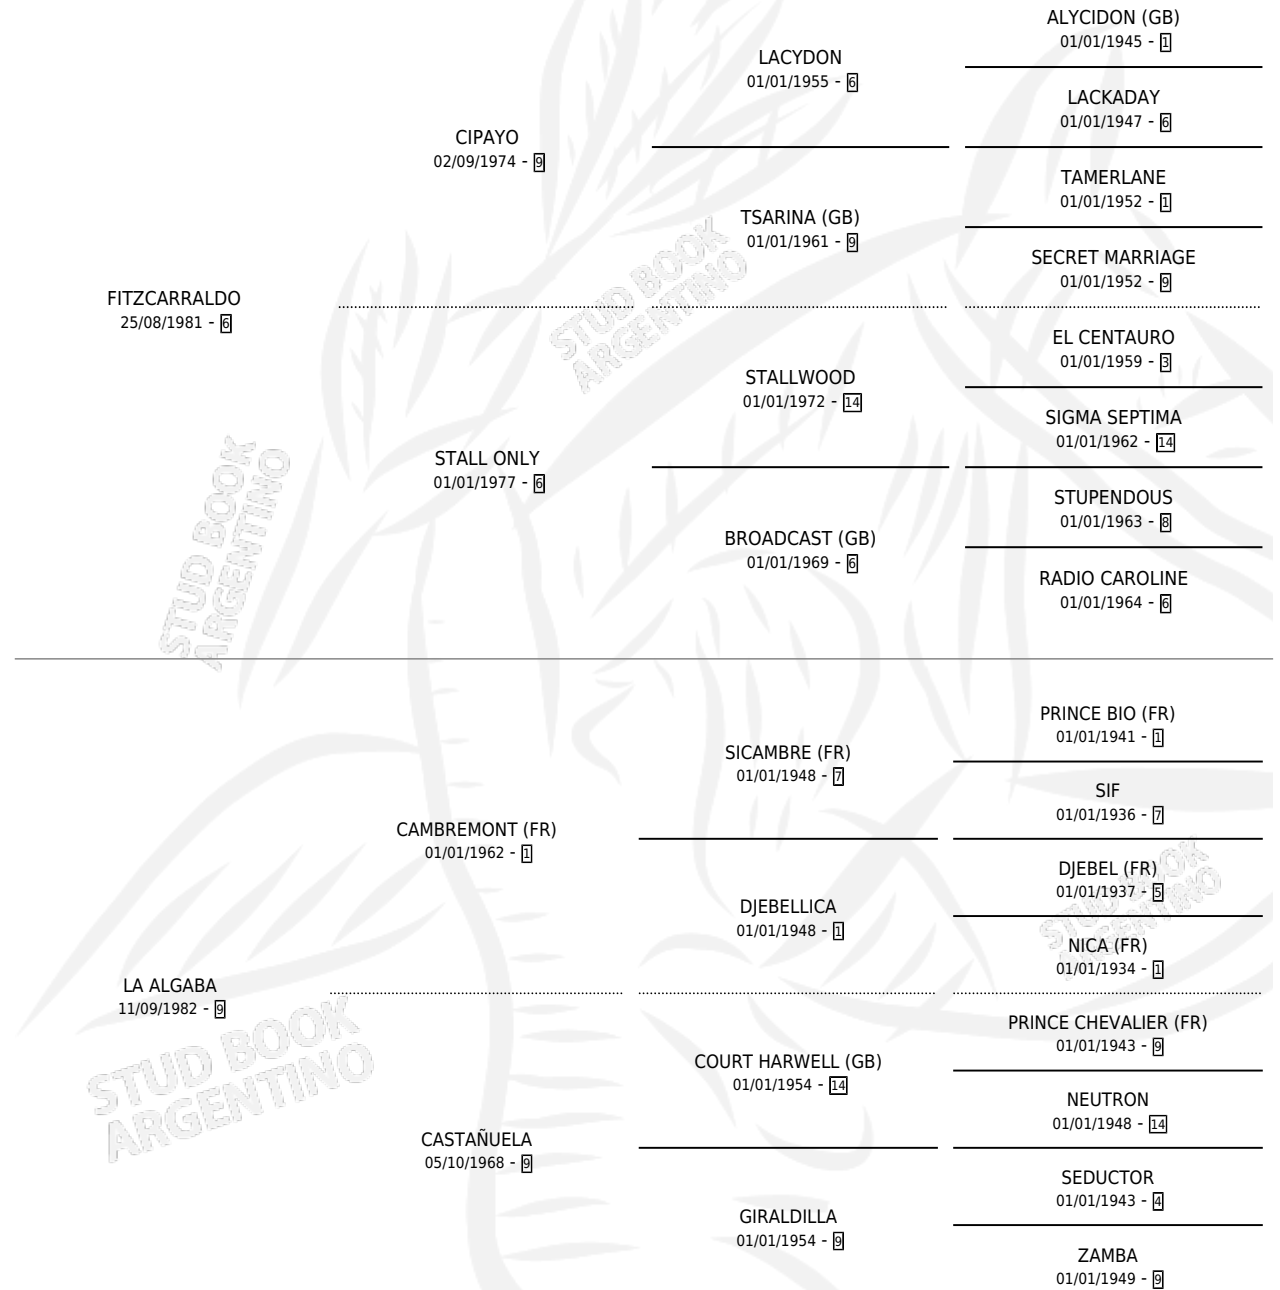 ALYCIDON (GB)
01/01/1945 - 1
LACYDON
01/01/1955 - 6
LACKADAY
01/01/1947 - 6
CIPAYO
02/09/1974 - 9
TAMERLANE
01/01/1952 - 1
TSARINA (GB)
01/01/1961 - 9
SECRET MARRIAGE
01/01/1952 - 9
FITZCARRALDO
25/08/1981 - 6
EL CENTAURO
01/01/1959 - 3
STALLWOOD
01/01/1972 - 14
SIGMA SEPTIMA
01/01/1962 - 14
STALL ONLY
01/01/1977 - 6
STUPENDOUS
01/01/1963 - 8
BROADCAST (GB)
01/01/1969 - 6
RADIO CAROLINE
01/01/1964 - 6
PRINCE BIO (FR)
01/01/1941 - 1
SICAMBRE (FR)
01/01/1948 - 7
SIF
01/01/1936 - 7
CAMBREMONT (FR)
01/01/1962 - 1
DJEBEL (FR)
01/01/1937 - 5
DJEBELLICA
01/01/1948 - 1
NICA (FR)
01/01/1934 - 1
LA ALGABA
11/09/1982 - 9
PRINCE CHEVALIER (FR)
01/01/1943 - 9
COURT HARWELL (GB)
01/01/1954 - 14
NEUTRON
01/01/1948 - 14
CASTAÑUELA
05/10/1968 - 9
SEDUCTOR
01/01/1943 - 4
GIRALDILLA
01/01/1954 - 9
ZAMBA
01/01/1949 - 9
STUD BOOK
ARGENTINO
STUD BOOK
ARGENTINO
STUD BOOK
ARGENTINO
STUD BOOK
ARGENTINO